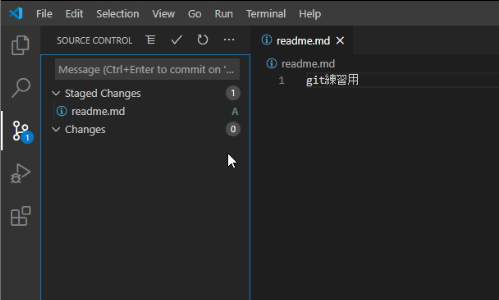 File Edit Selection View Go Run Terminal Help
SOURCE CONTROL
readme.md
Message (Ctrl+Enter to commit on '...
readme.md
Staged Changes 1
1 git練習用
readme.md A
Changes 0
1